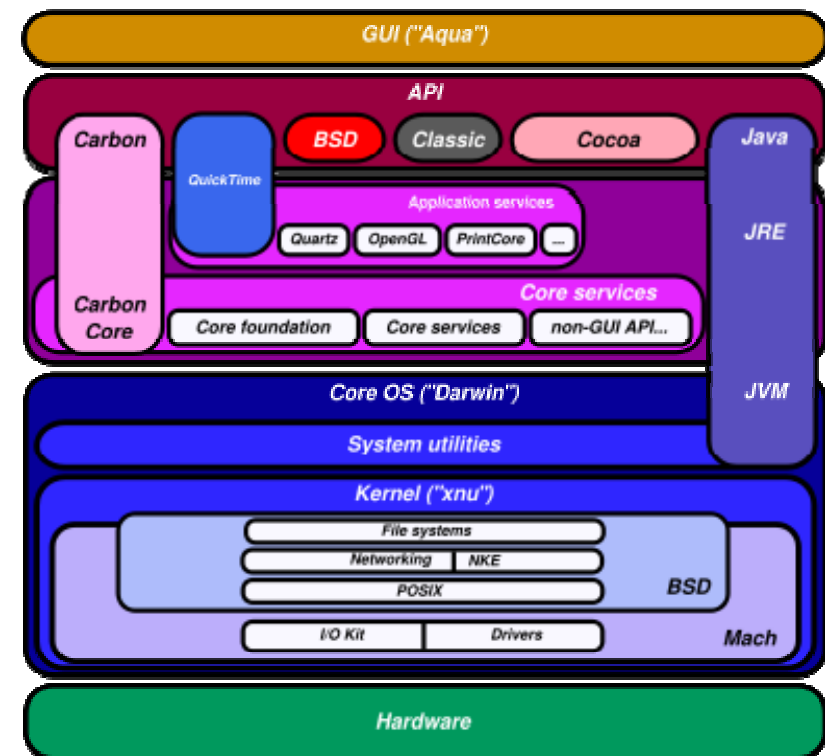 GUI ("Aqua")
API
Carbon
QuickTime
BSD
Classic
Cocoa
Java
Application services
Quartz
OpenGL
PrintCore
...
JRE
Carbon
Core
Core services
Core foundation
Core services
non-GUI API...
Core OS ("Darwin")
JVM
System utilities
Kernel ("xnu")
File systems
Networking
NKE
POSIX
BSD
I/O Kit
Drivers
Mach
Hardware